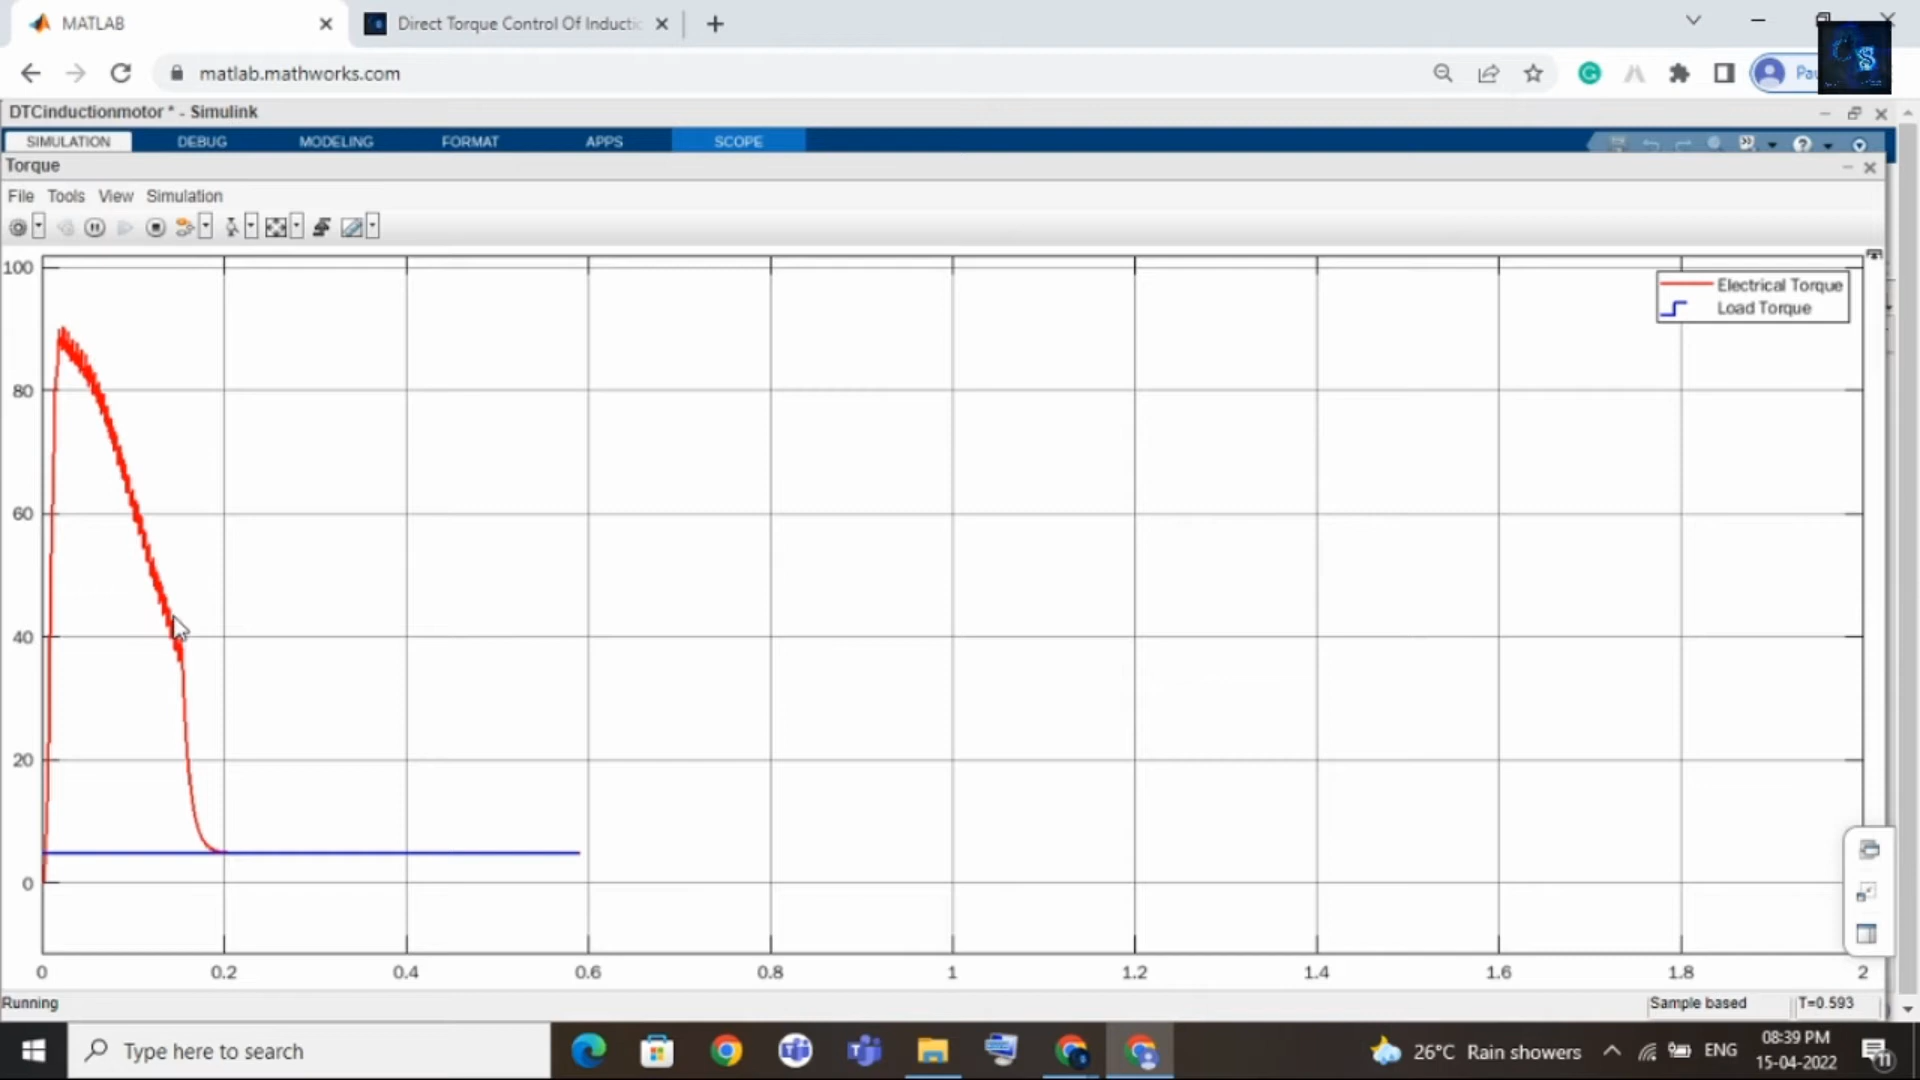 MATLAB
Direct Torque Control Of Inductio
matlab.mathworks.com
DTCinductionmotor * - Simulink
SIMULATION DEBUG MODELING FORMAT APPS SCOPE
Torque
File Tools View Simulation
100
80
60
40
20
0
Electrical Torque
Load Torque
0 0.2 0.4 0.6 0.8 1 1.2 1.4 1.6 1.8 2
Running
Sample based T=0.593
Type here to search
26°C Rain showers
ENG
08:39 PM
15-04-2022
11